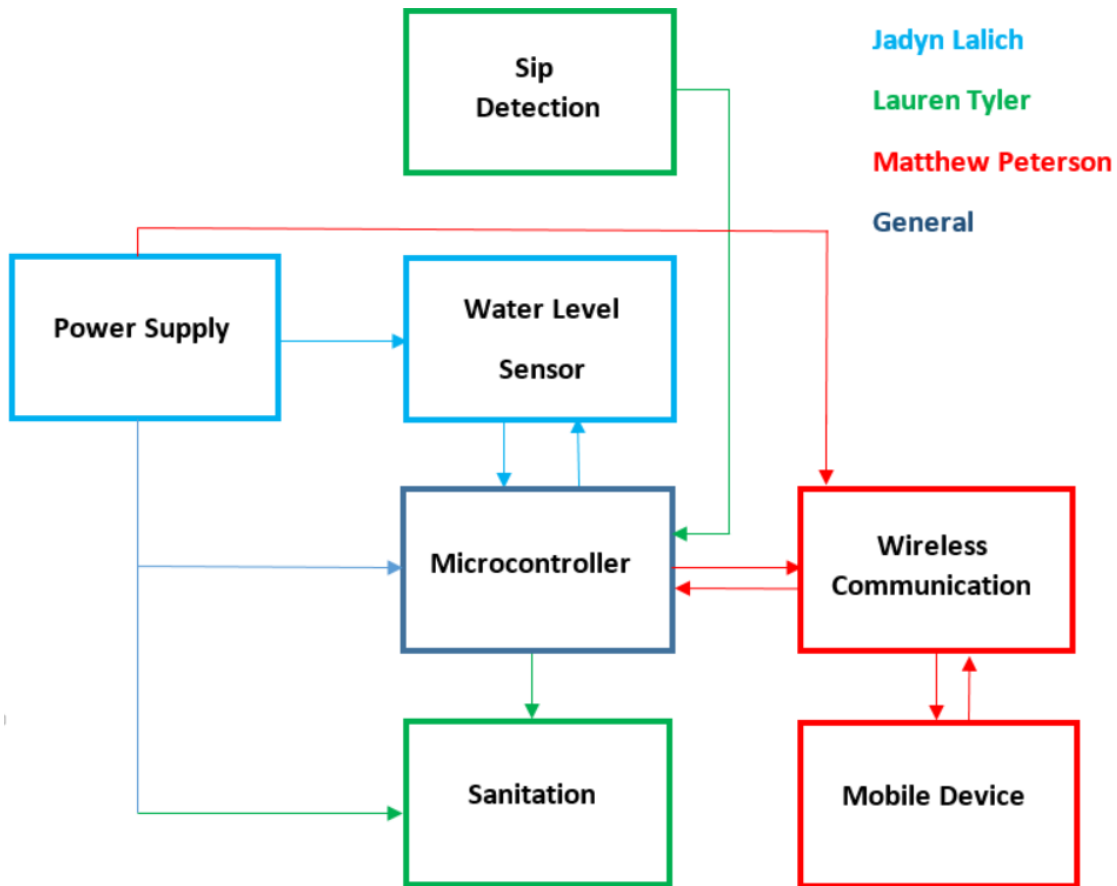 Sip
Detection
Jadyn Lalich
Lauren Tyler
Matthew Peterson
General
Power Supply
Water Level
Sensor
Microcontroller
Wireless
Communication
Sanitation
Mobile Device